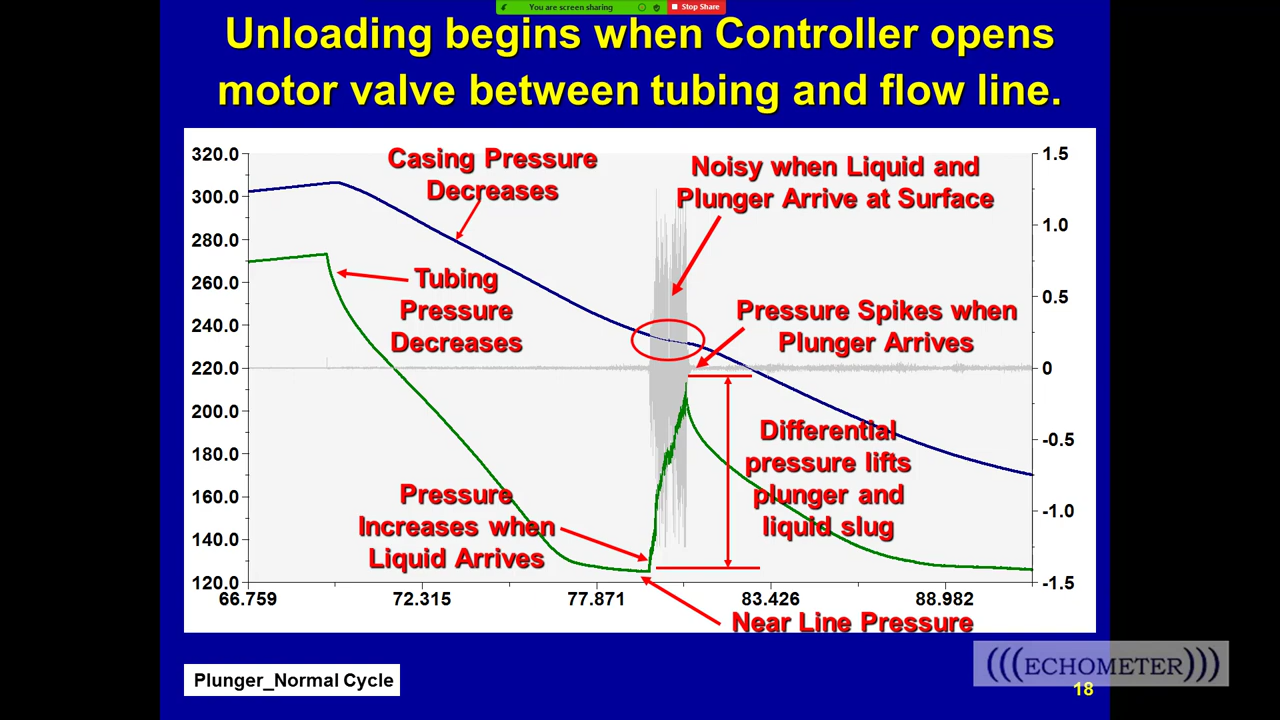 You are screen sharing
Stop Share
Unloading begins when Controller opens
motor valve between tubing and flow line.
320.0
300.0
280.0
260.0
240.0
220.0
200.0
180.0
160.0
140.0
120.0
1.5
1.0
0.5
0
-0.5
-1.0
-1.5
66.759
72.315
77.871
83.426
88.982
Casing Pressure
Decreases
Noisy when Liquid and
Plunger Arrive at Surface
Tubing
Pressure
Decreases
Pressure Spikes when
Plunger Arrives
Differential
pressure lifts
plunger and
liquid slug
Pressure
Increases when
Liquid Arrives
Near Line Pressure
Plunger_Normal Cycle
(((ECHOMETER)))
18